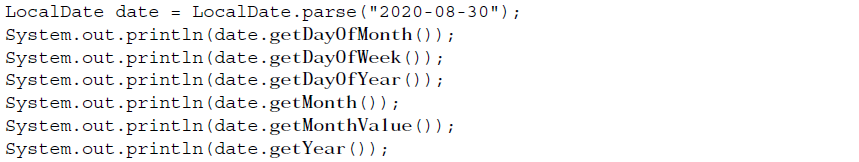 LocalDate date = LocalDate.parse("2020-08-30");
System.out.println(date.getDayOfMonth());
System.out.println(date.getDayOfWeek());
System.out.println(date.getDayOfYear());
System.out.println(date.getMonth());
System.out.println(date.getMonthValue());
System.out.println(date.getYear());